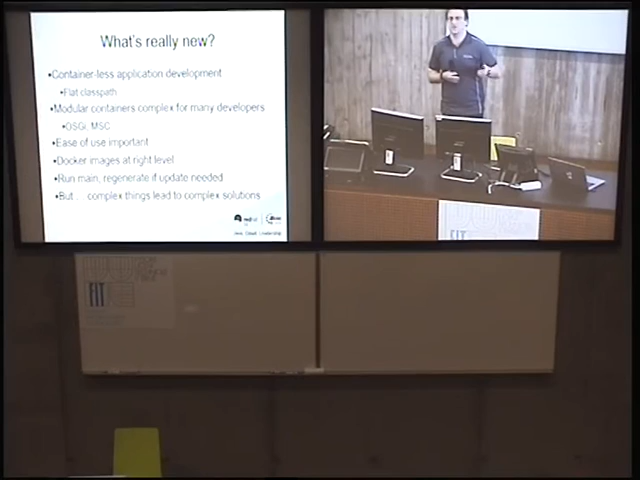 What's really new?
•Container-less application development
•Flat classpath
•Modular containers complex for many developers
•OSGi, MSC
•Ease of use important
•Docker images at right level
•Run main, regenerate if update needed
•But .. complex things lead to complex solutions
FIT
FIT